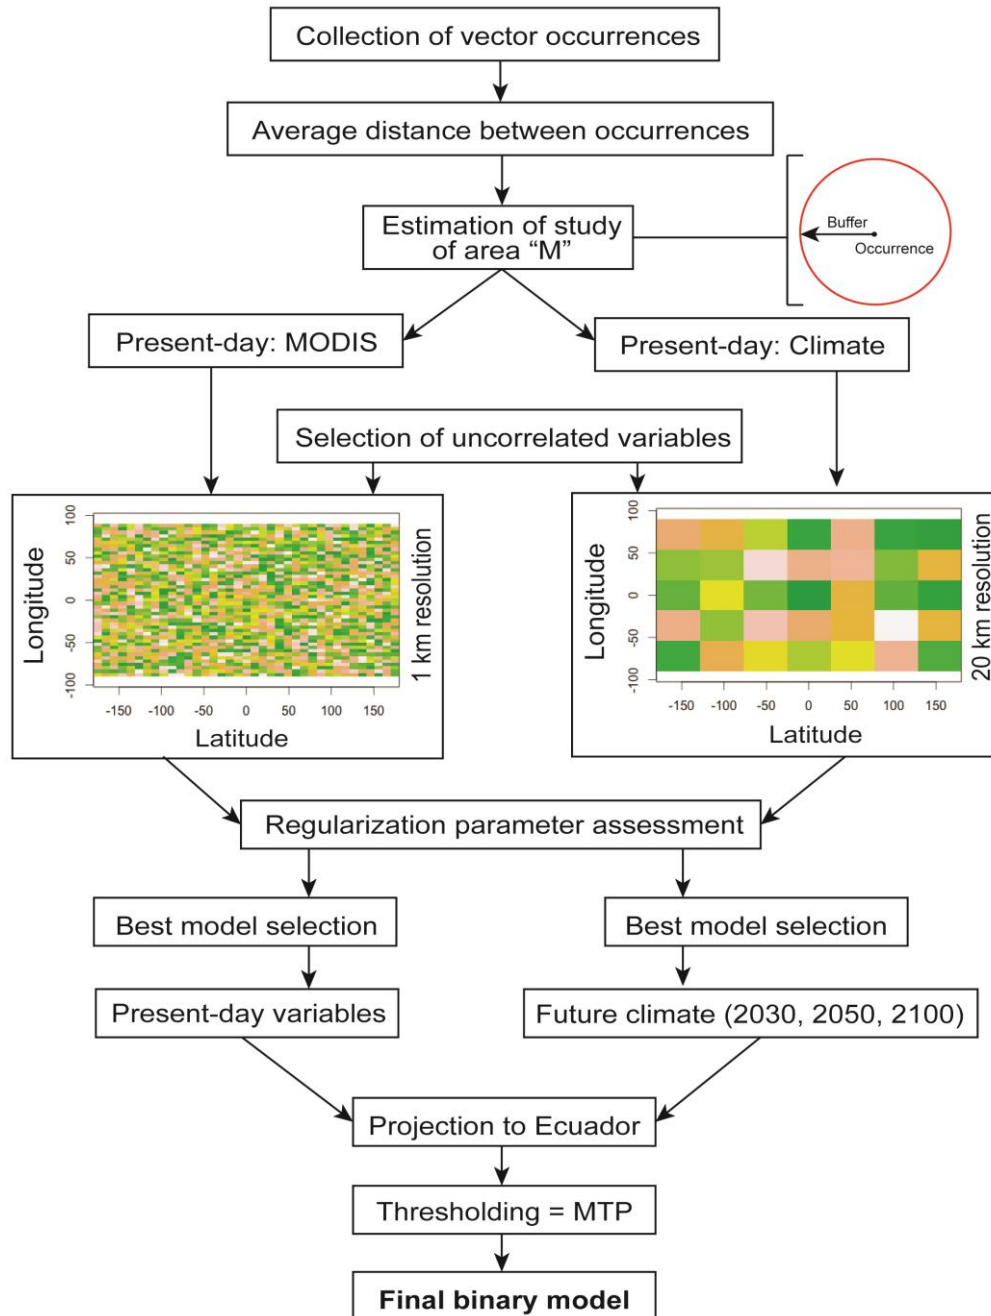 Collection of vector occurrences
Average distance between occurrences
Estimation of study
of area “M”
Buffer
Occurrence
Present-day: MODIS
Present-day: Climate
Selection of uncorrelated variables
Longitude
100
50
0
-50
-100
-150
-100
-50
0
50
100
150
Latitude
1 km resolution
Longitude
100
50
0
-50
-100
-150
-100
-50
0
50
100
150
Latitude
20 km resolution
Regularization parameter assessment
Best model selection
Best model selection
Present-day variables
Future climate (2030, 2050, 2100)
Projection to Ecuador
Thresholding = MTP
Final binary model